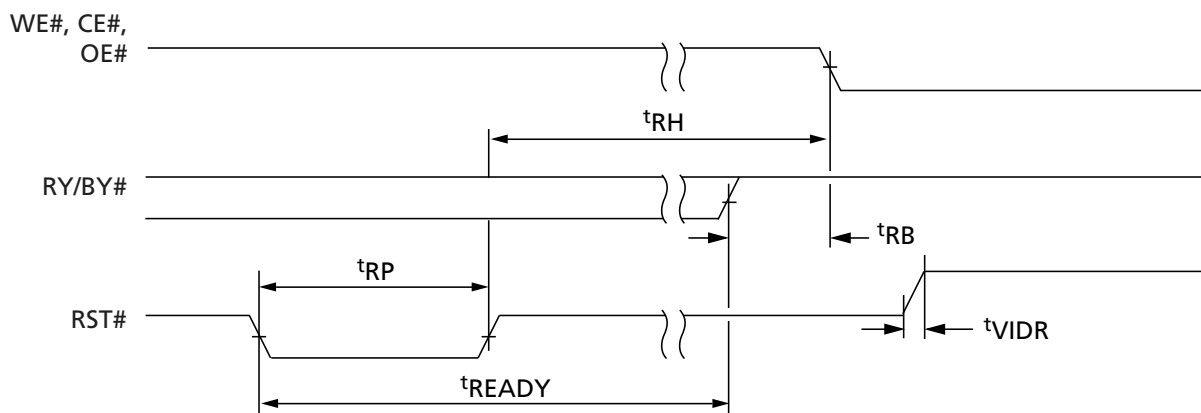 WE#, CE#,
OE#
tRH
RY/BY#
tRB
tRP
RST#
tVIDR
tREADY